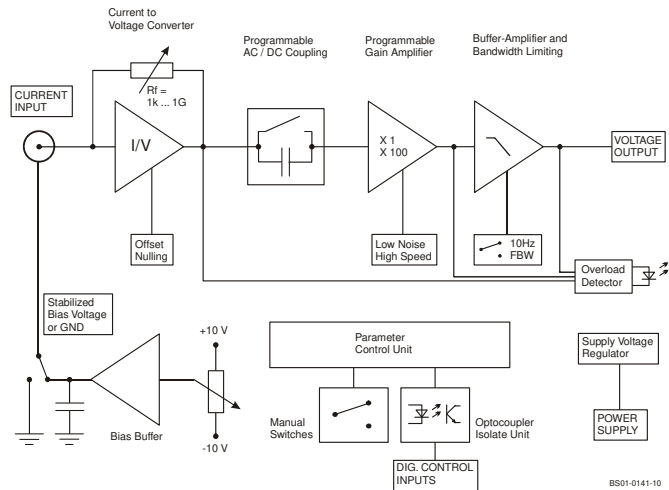 Current to
Voltage Converter
Programmable
AC / DC Coupling
Programmable
Gain Amplifier
Buffer-Amplifier and
Bandwidth Limiting
Rf =
1k ... 1G
CURRENT
INPUT
I/V
X 1
X 100
VOLTAGE
OUTPUT
Offset
Nulling
Low Noise
High Speed
10Hz
FBW
Overload
Detector
Stabilized
Bias Voltage
or GND
+10 V
Parameter
Control Unit
Supply Voltage
Regulator
Bias Buffer
-10 V
Manual
Switches
Optocoupler
Isolate Unit
POWER
SUPPLY
DIG. CONTROL
INPUTS
BS01-0141-10